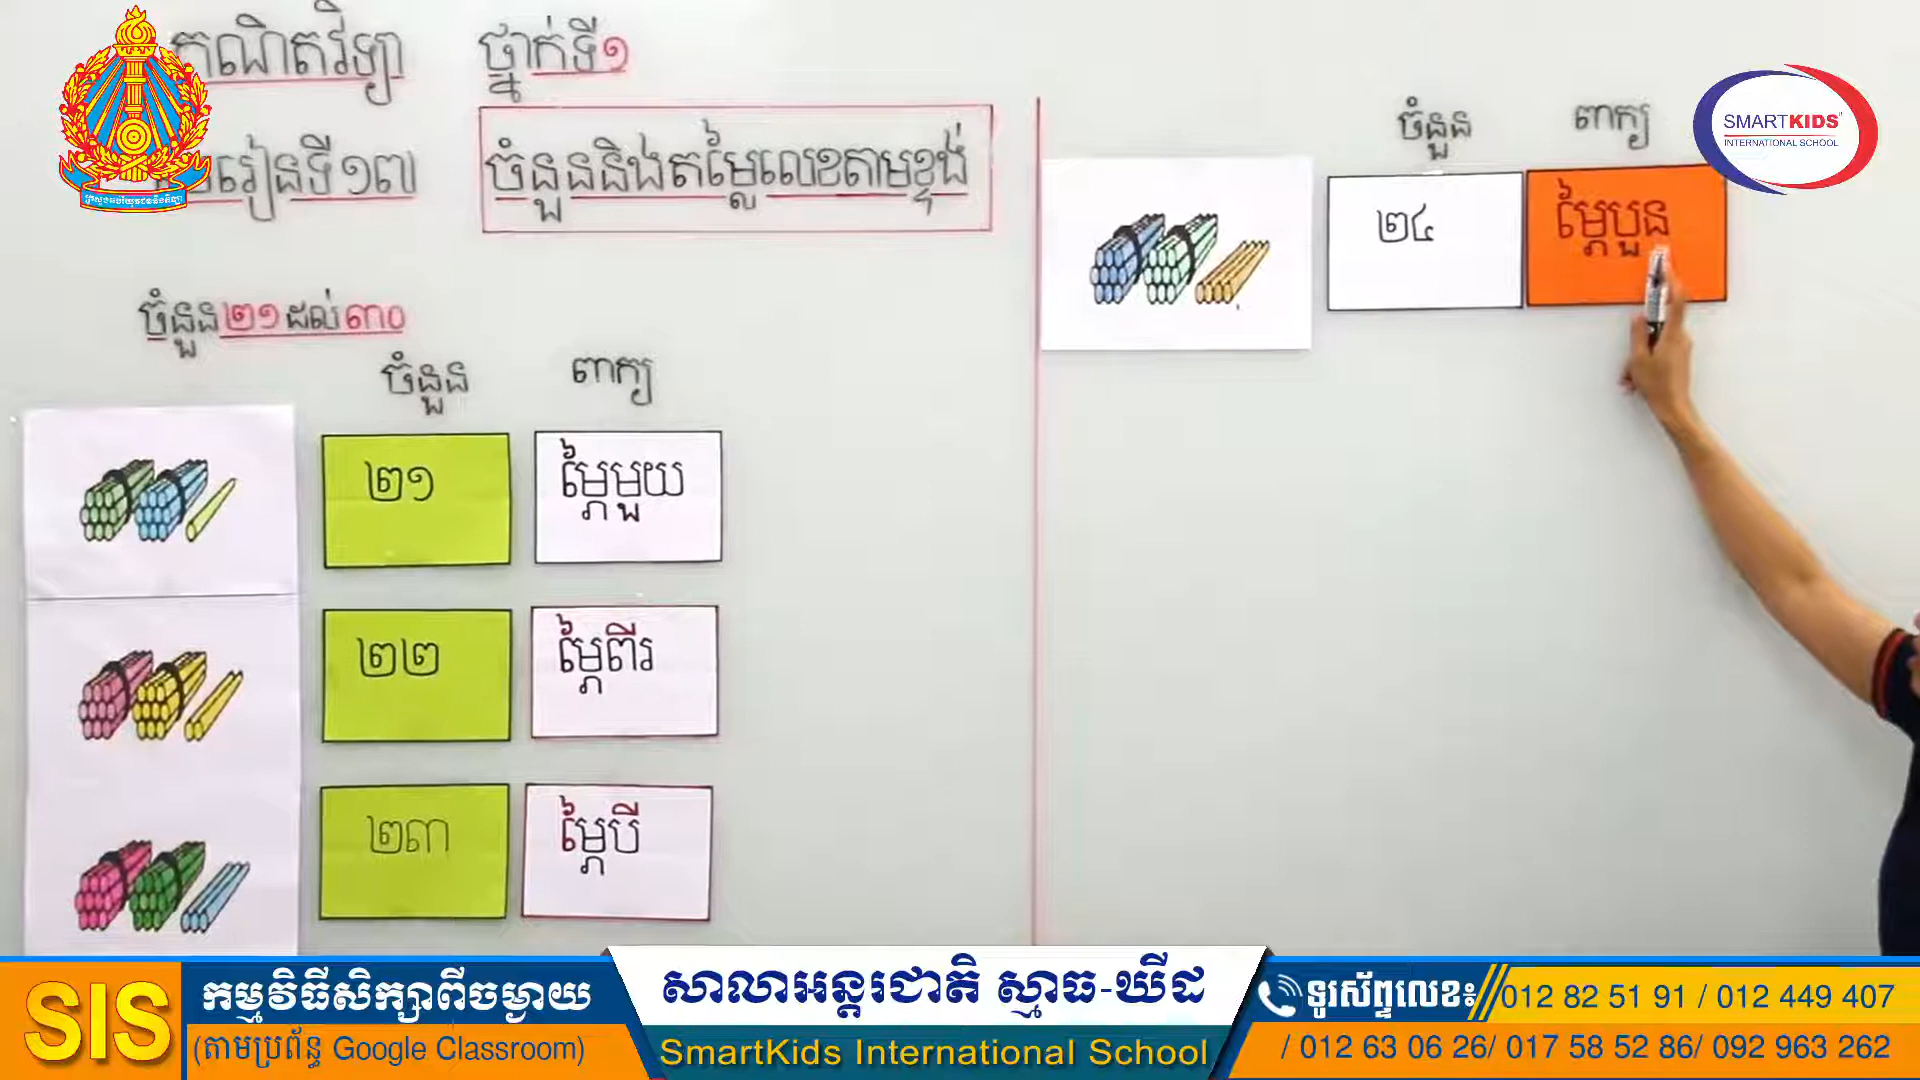 គណិតវិទ្យា
ថ្នាក់ទី១
មេរៀនទី១៧
ចំនួននិងតម្លៃលេខតាមខ្ទង់
ចំនួន២១ដល់៣០
ចំនួន
ពាក្យ
២១
ម្ភៃមួយ
២២
ម្ភៃពីរ
២៣
ម្ភៃបី
ចំនួន
ពាក្យ
២៤
ម្ភៃបួន
SMARTKIDS
INTERNATIONAL SCHOOL
SIS
កម្មវិធីសិក្សាពីចម្ងាយ
(តាមប្រព័ន្ធ Google Classroom)
សាលាអន្តរជាតិ ស្មាធ-ឃីដ
SmartKids International School
ទូរស័ព្ទលេខ៖
012 82 51 91 / 012 449 407
/ 012 63 06 26/ 017 58 52 86/ 092 963 262